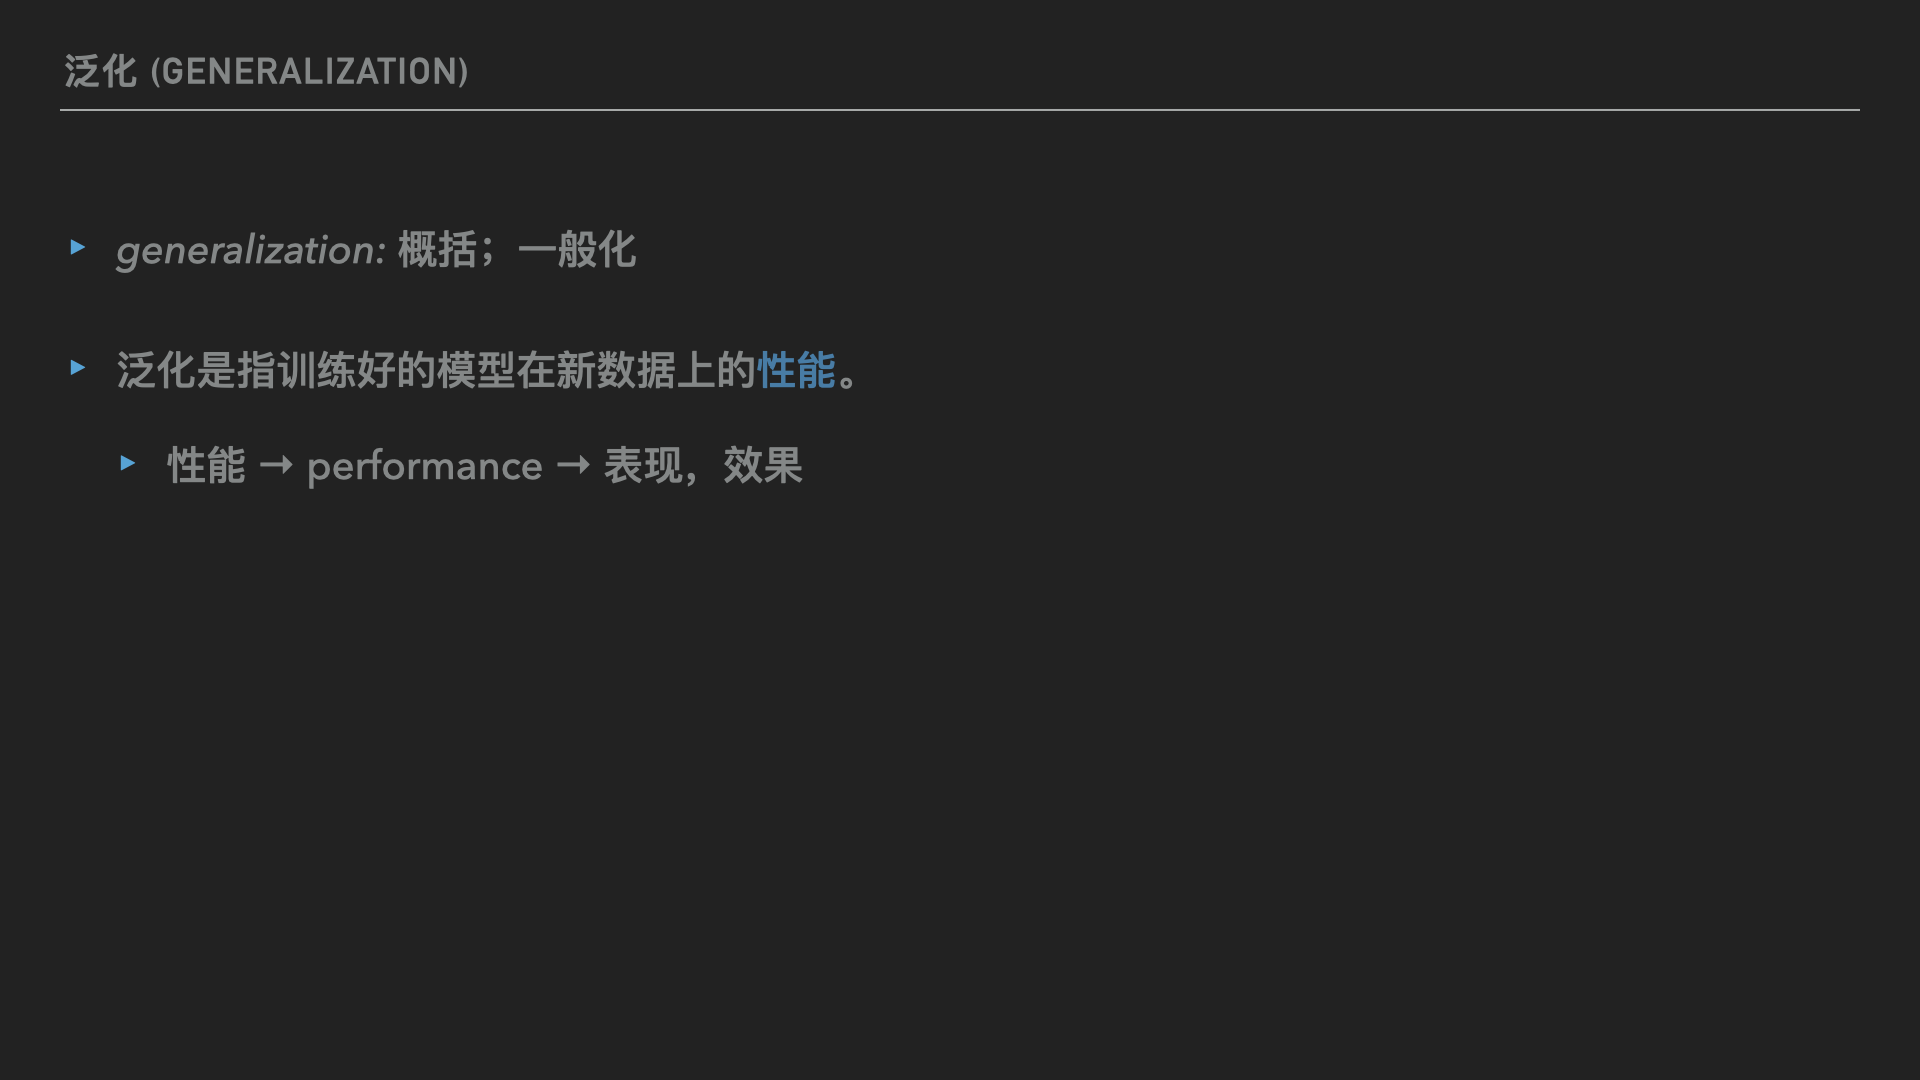 泛化 (GENERALIZATION)
▸ generalization: 概括；一般化
▸ 泛化是指训练好的模型在新数据上的性能。
▸ 性能 → performance → 表现，效果